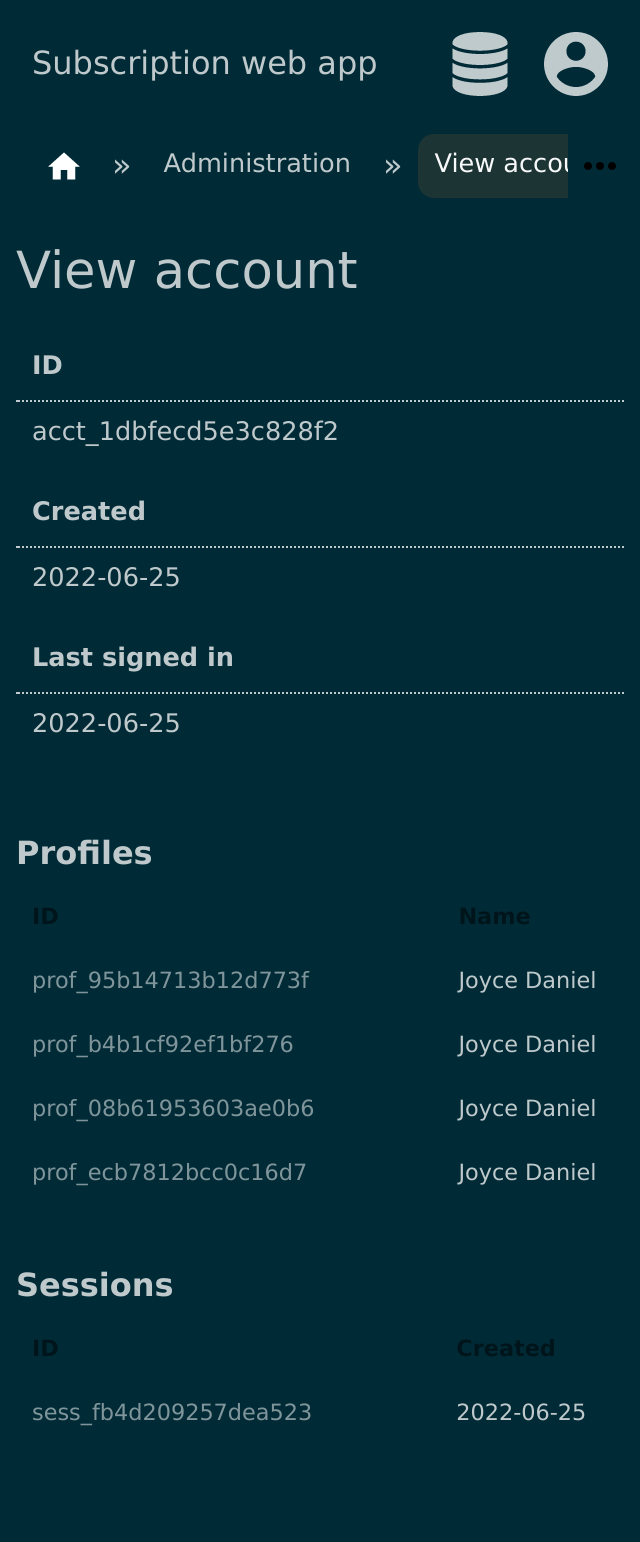 Subscription web app
» Administration » View accou
View account
ID
acct_1dbfecd5e3c828f2
Created
2022-06-25
Last signed in
2022-06-25
Profiles
ID Name
prof_95b14713b12d773f Joyce Daniel
prof_b4b1cf92ef1bf276 Joyce Daniel
prof_08b61953603ae0b6 Joyce Daniel
prof_ecb7812bcc0c16d7 Joyce Daniel
Sessions
ID Created
sess_fb4d209257dea523 2022-06-25